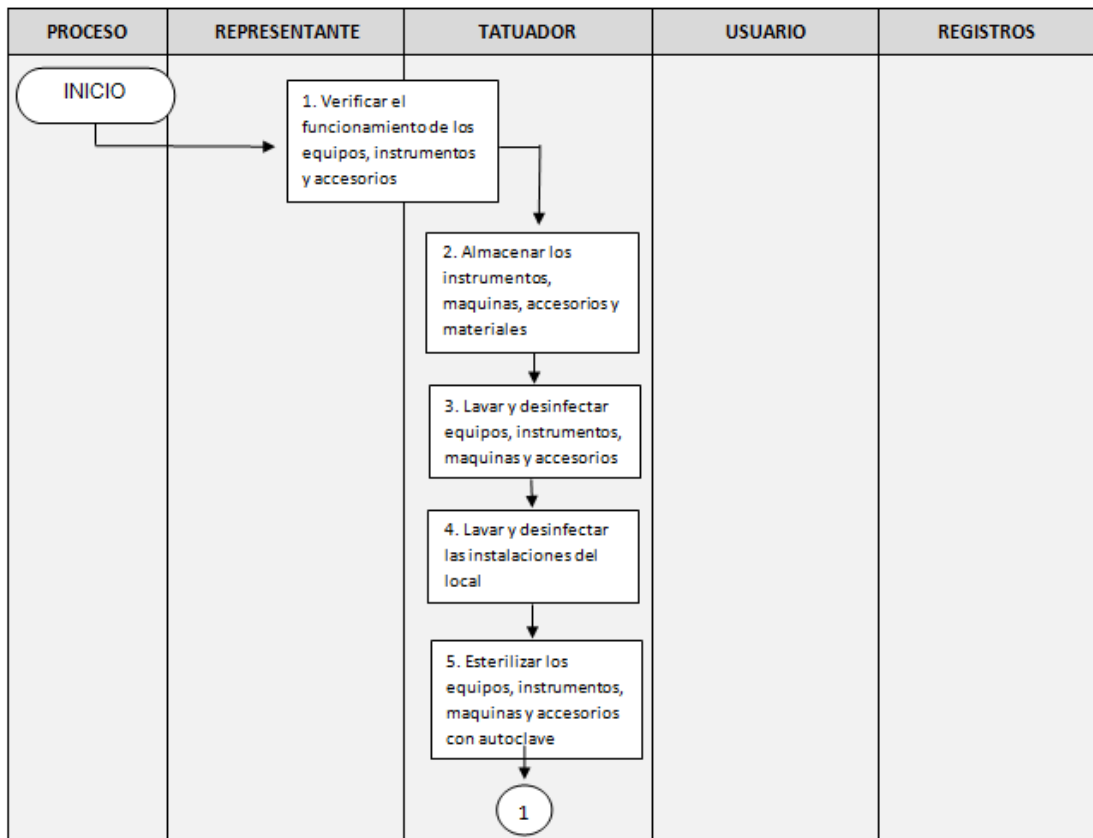 PROCESO
REPRESENTANTE
TATUADOR
USUARIO
REGISTROS
INICIO
1. Verificar el
funcionamiento de los
equipos, instrumentos
y accesorios
2. Almacenar los
instrumentos,
maquinas, accesorios y
materiales
3. Lavar y desinfectar
equipos, instrumentos,
maquinas y accesorios
4. Lavar y desinfectar
las instalaciones del
local
5. Esterilizar los
equipos, instrumentos,
maquinas y accesorios
con autoclave
1